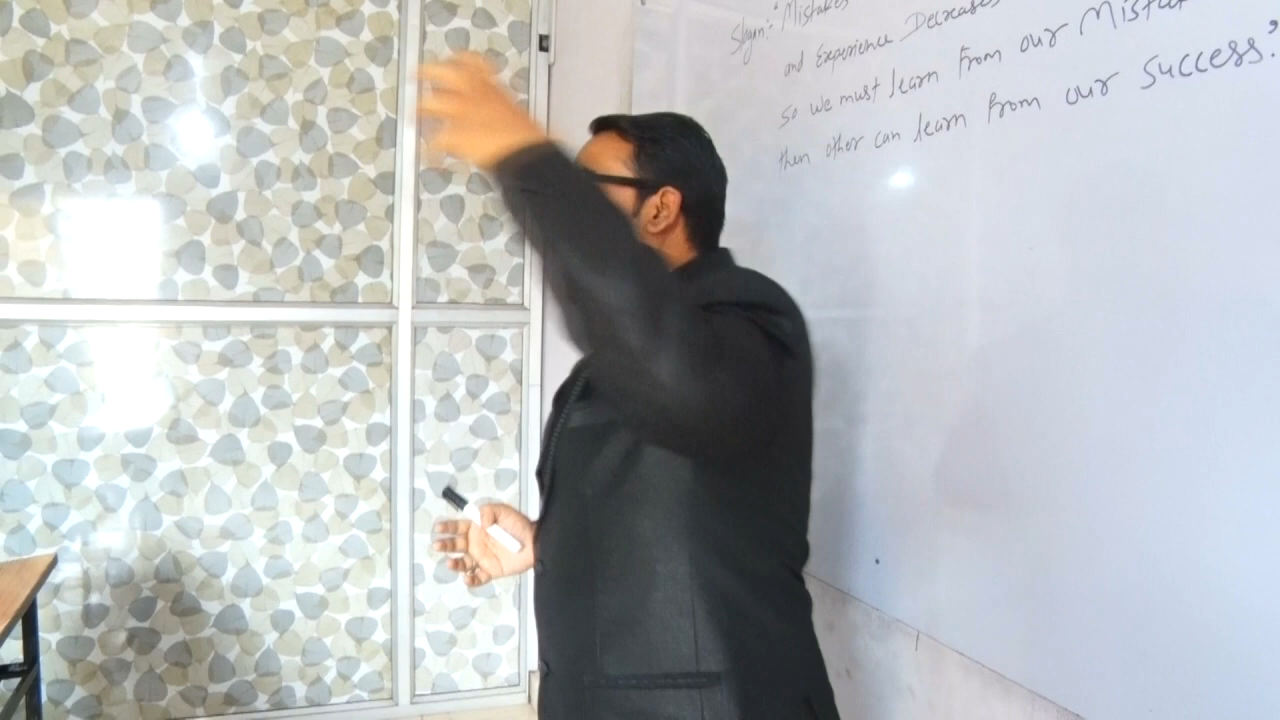 Slogan:- "Mistakes
and Experience Decreases
so we must learn from our Mistak
then other can learn from our Success."